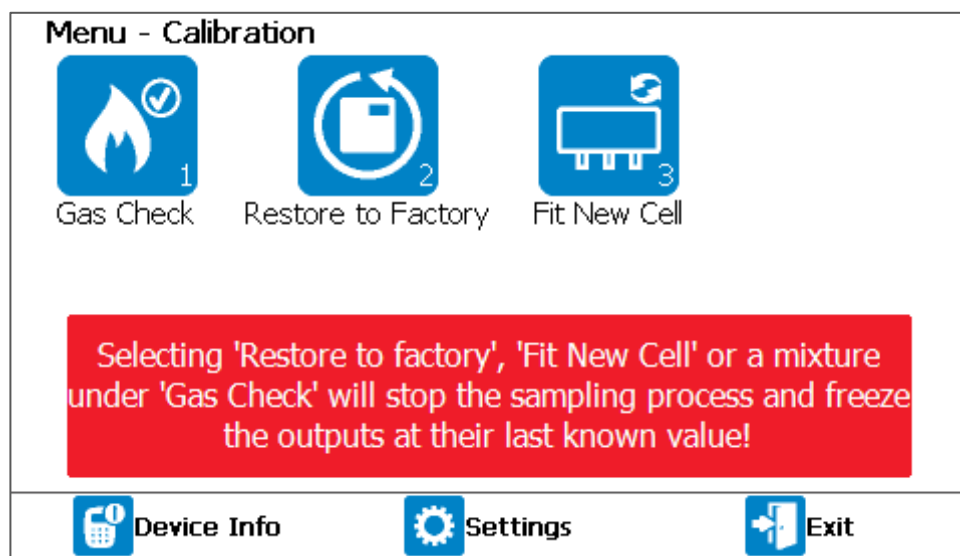 Menu - Calibration
1
2
3
Gas Check
Restore to Factory
Fit New Cell
Selecting 'Restore to factory', 'Fit New Cell' or a mixture
under 'Gas Check' will stop the sampling process and freeze
the outputs at their last known value!
Device Info
Settings
Exit